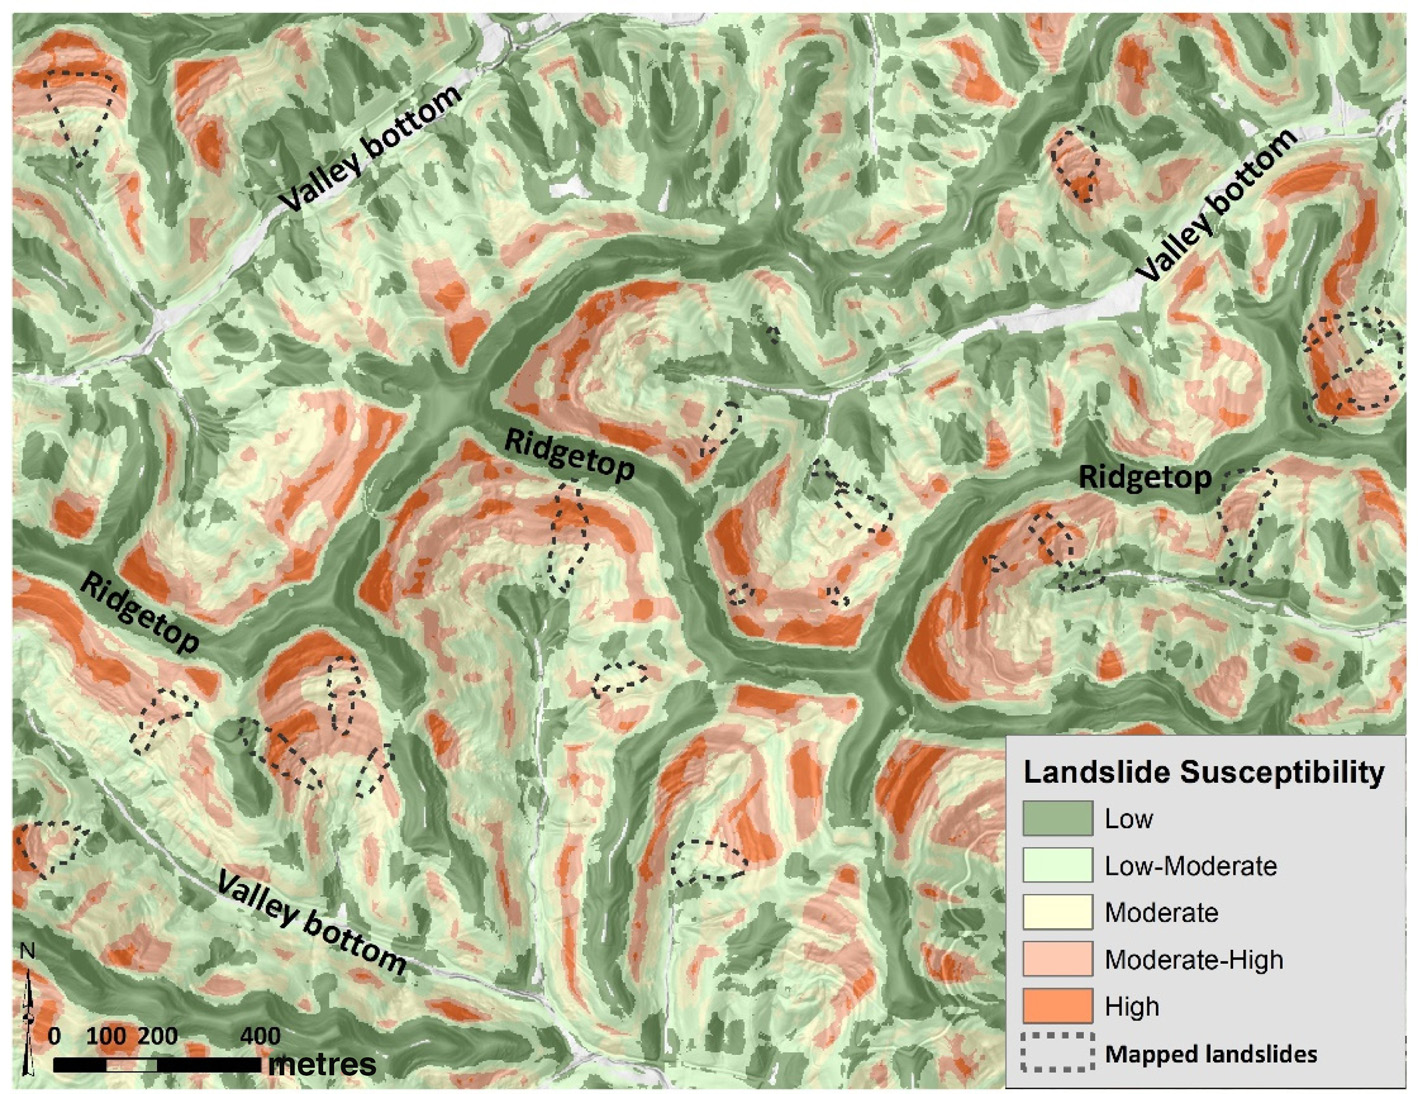 Valley bottom
Valley bottom
Ridgetop
Ridgetop
Ridgetop
Valley bottom
Landslide Susceptibility
Low
Low-Moderate
Moderate
Moderate-High
High
Mapped landslides
N
0 100 200 400
metres